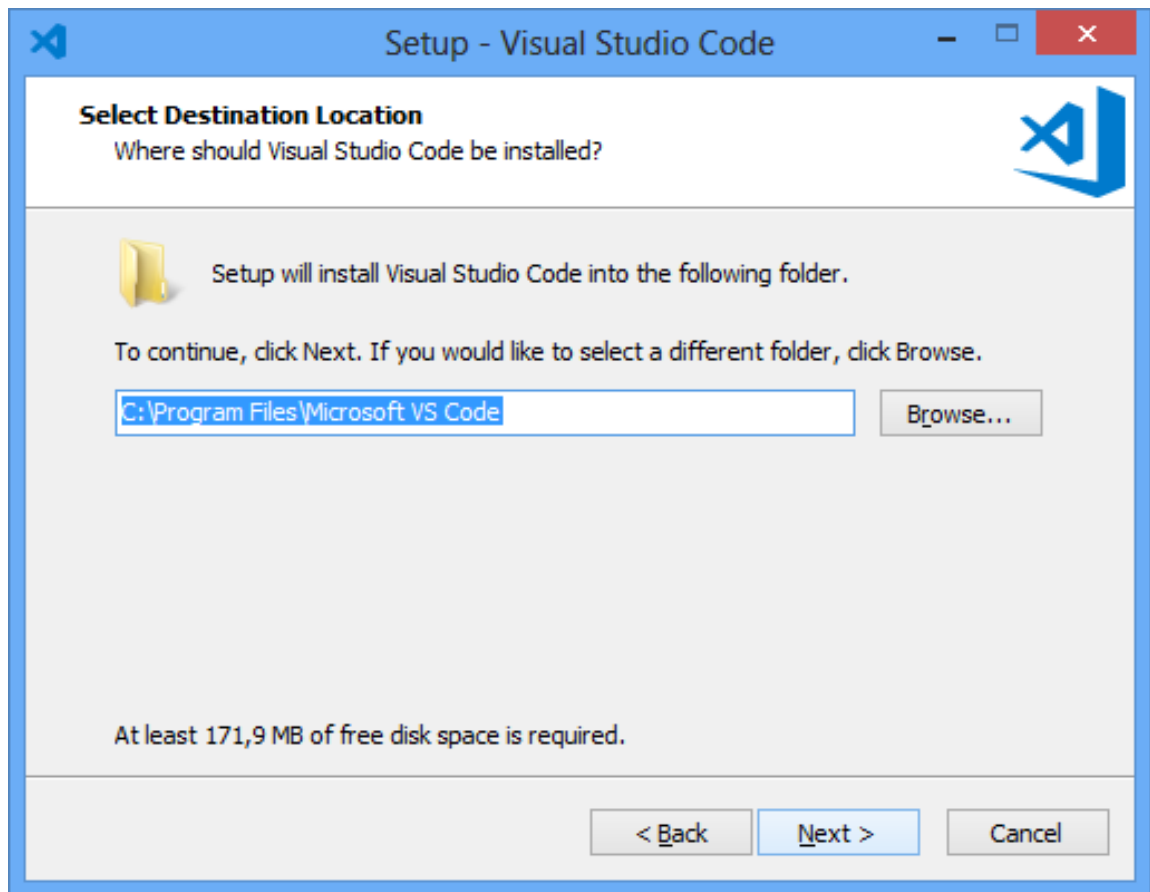 Setup - Visual Studio Code
Select Destination Location
Where should Visual Studio Code be installed?
Setup will install Visual Studio Code into the following folder.
To continue, click Next. If you would like to select a different folder, click Browse.
C:\Program Files\Microsoft VS Code
Browse...
At least 171,9 MB of free disk space is required.
< Back
Next >
Cancel